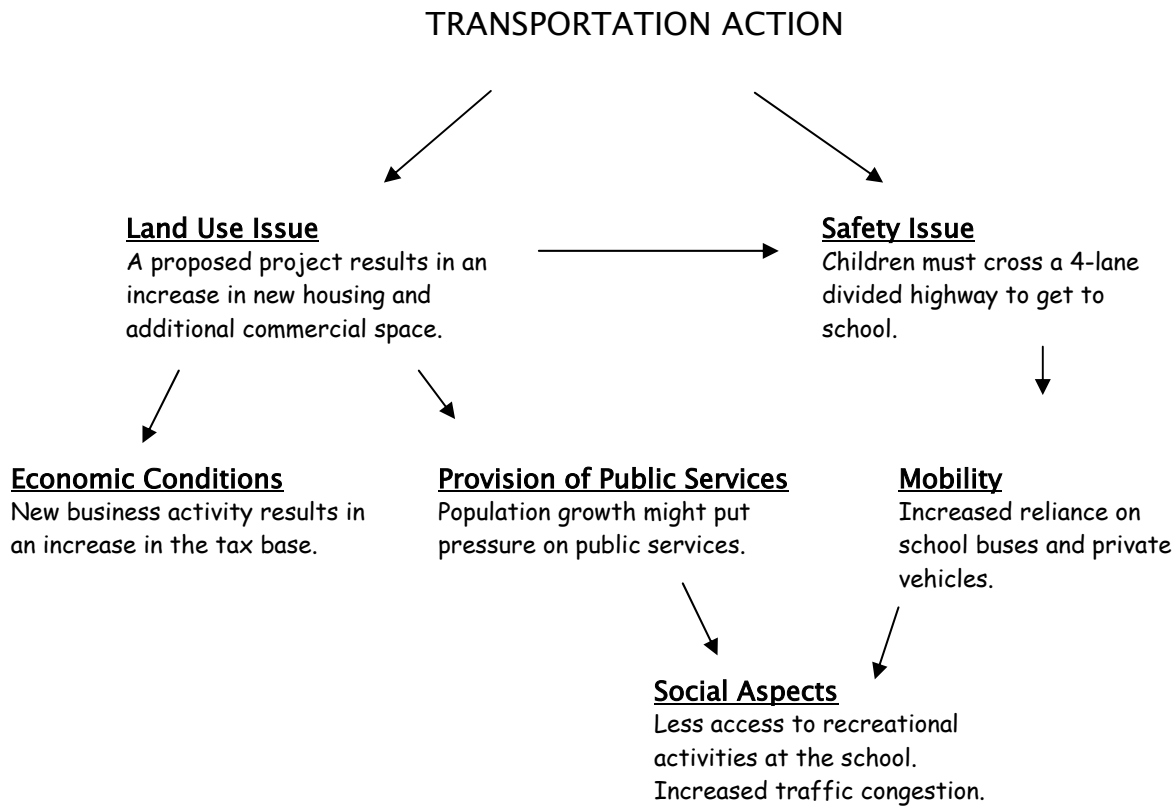 TRANSPORTATION ACTION
Land Use Issue
A proposed project results in an
increase in new housing and
additional commercial space.
Safety Issue
Children must cross a 4-lane
divided highway to get to
school.
Economic Conditions
New business activity results in
an increase in the tax base.
Provision of Public Services
Population growth might put
pressure on public services.
Mobility
Increased reliance on
school buses and private
vehicles.
Social Aspects
Less access to recreational
activities at the school.
Increased traffic congestion.